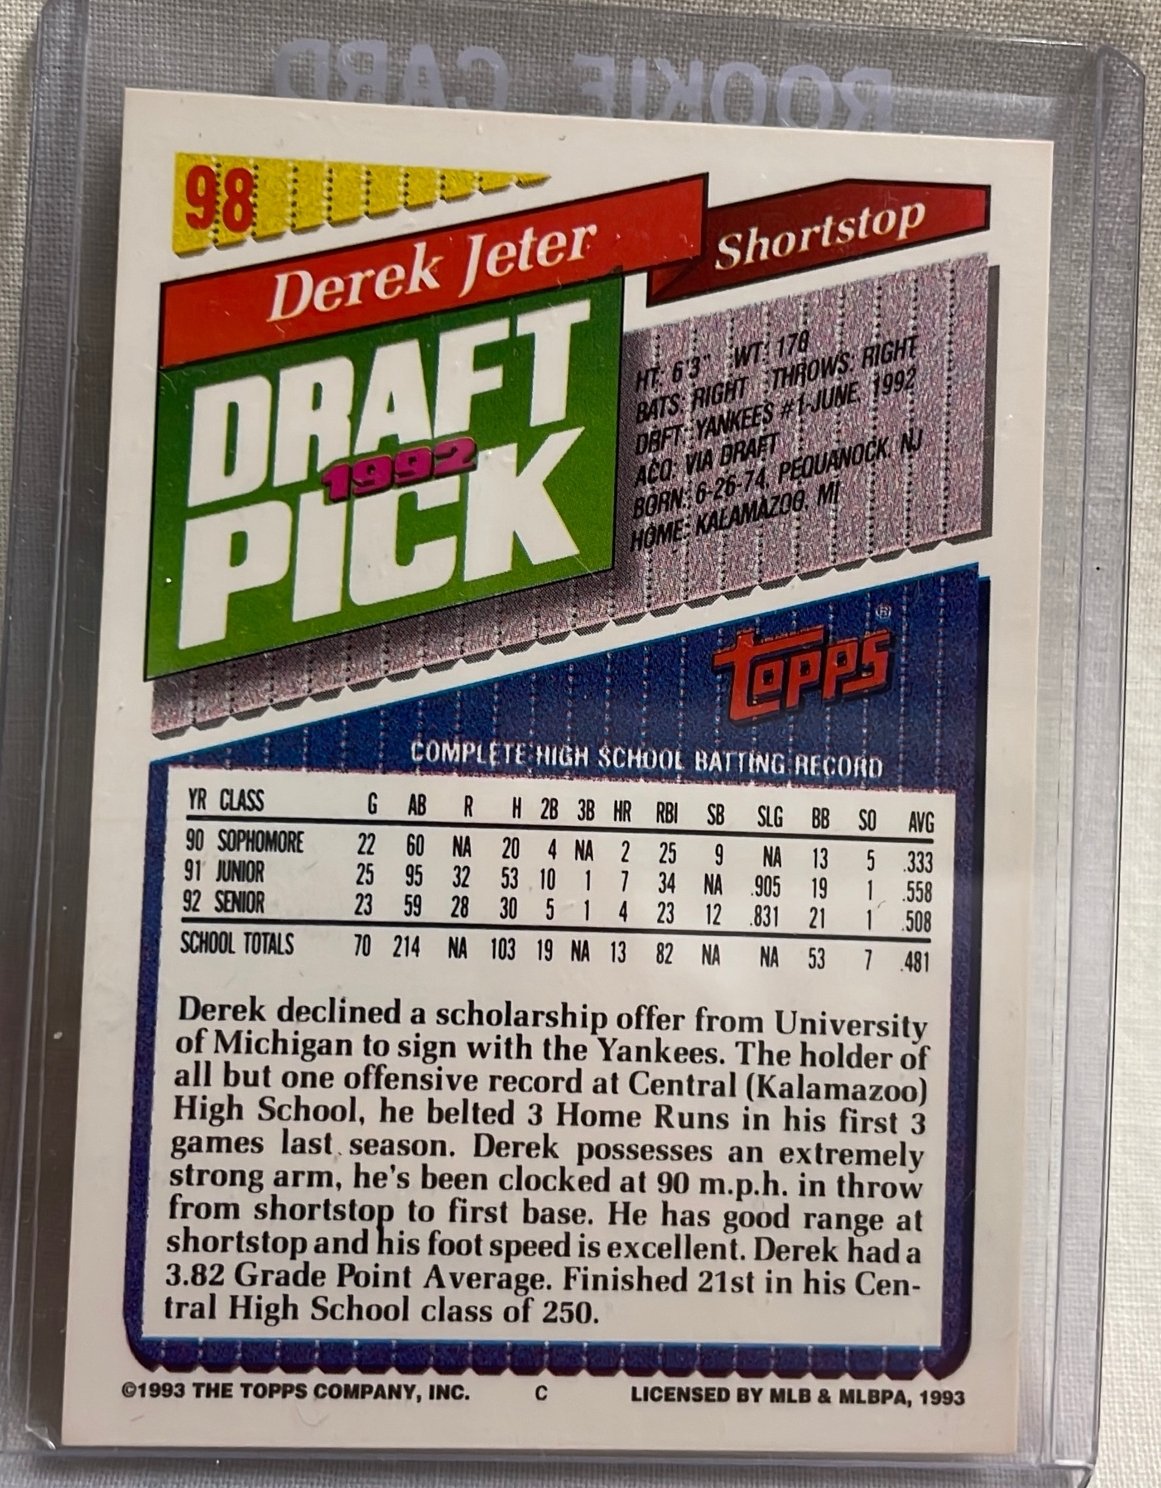 ROOKIE CARD
98
Derek Jeter
Shortstop
DRAFT
1992
PICK
HT: 6'3" WT: 170
BATS: RIGHT THROWS: RIGHT
DRFT: YANKEES #1-JUNE, 1992
ACQ: VIA DRAFT
BORN: 6-26-74, PEQUANOCK, NJ
HOME: KALAMAZOO, MI
TOPPS®
COMPLETE HIGH SCHOOL BATTING RECORD
YR CLASS G AB R H 2B 3B HR RBI SB SLG BB SO AVG
90 SOPHOMORE 22 60 NA 20 4 NA 2 25 9 NA 13 5 .333
91 JUNIOR 25 95 32 53 10 1 7 34 NA .905 19 1 .558
92 SENIOR 23 59 28 30 5 1 4 23 12 .831 21 1 .508
SCHOOL TOTALS 70 214 NA 103 19 NA 13 82 NA NA 53 7 .481
Derek declined a scholarship offer from University
of Michigan to sign with the Yankees. The holder of
all but one offensive record at Central (Kalamazoo)
High School, he belted 3 Home Runs in his first 3
games last season. Derek possesses an extremely
strong arm, he's been clocked at 90 m.p.h. in throw
from shortstop to first base. He has good range at
shortstop and his foot speed is excellent. Derek had a
3.82 Grade Point Average. Finished 21st in his Cen-
tral High School class of 250.
©1993 THE TOPPS COMPANY, INC. C LICENSED BY MLB & MLBPA, 1993